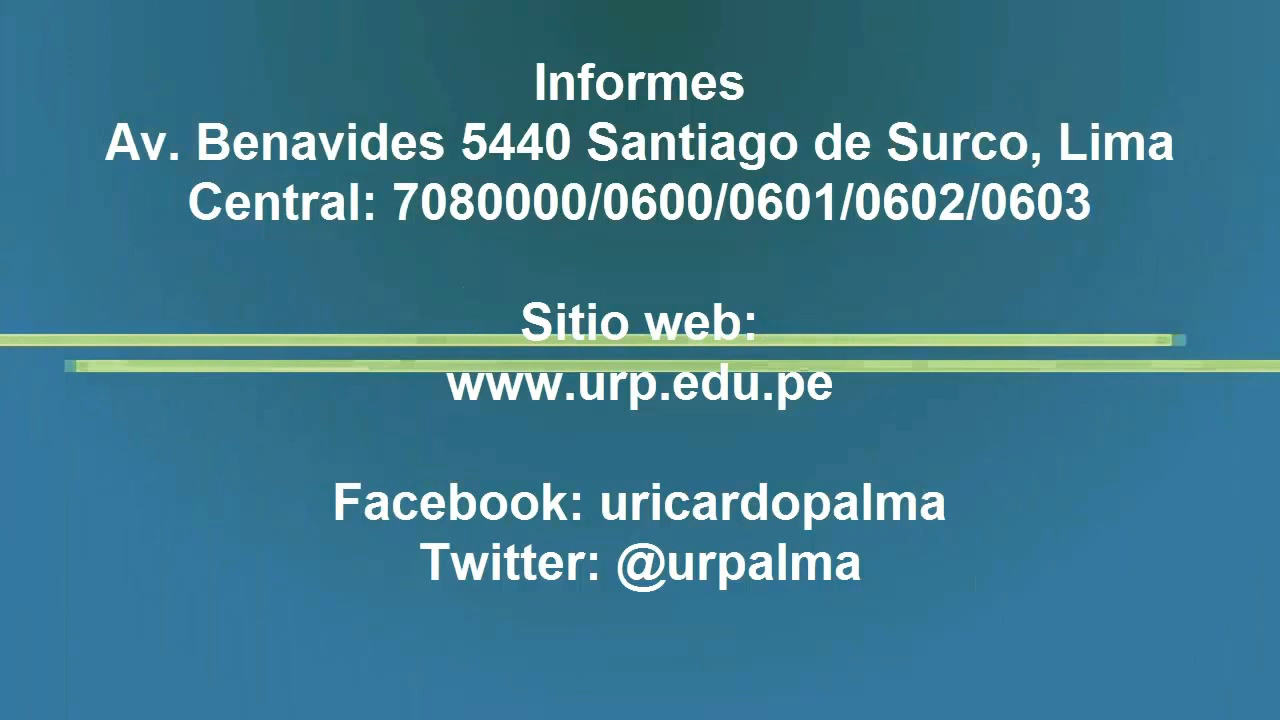 Informes
Av. Benavides 5440 Santiago de Surco, Lima
Central: 7080000/0600/0601/0602/0603
Sitio web:
www.urp.edu.pe
Facebook: uricardopalma
Twitter: @urpalma